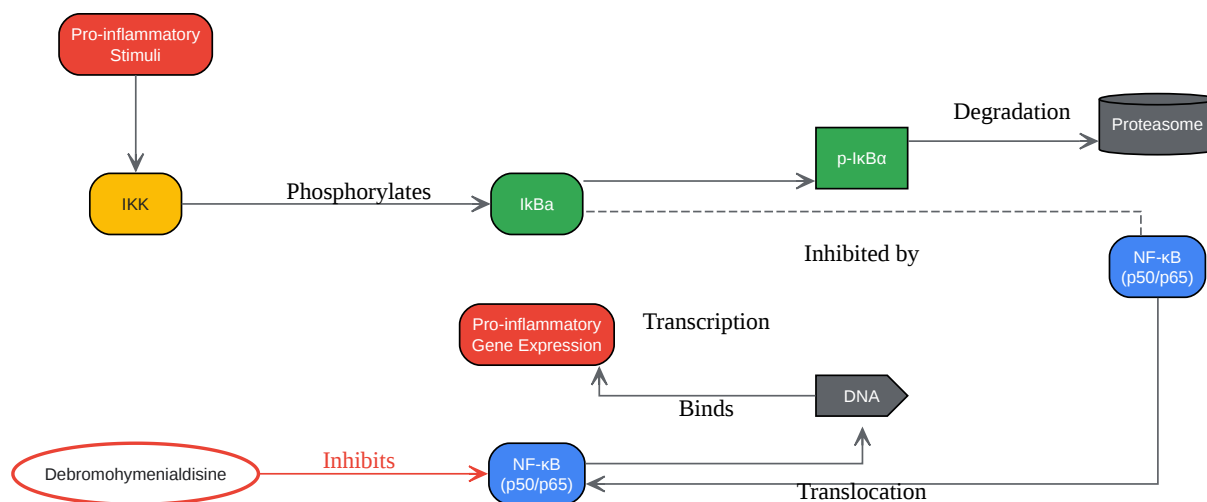 Pro-inflammatory
Stimuli
Degradation
Proteasome
p-IκBα
IKK
Phosphorylates
IkBa
Inhibited by
NF-κB
(p50/p65)
Pro-inflammatory
Gene Expression
Transcription
DNA
Binds
Debromohymenialdisine
Inhibits
NF-κB
(p50/p65)
Translocation